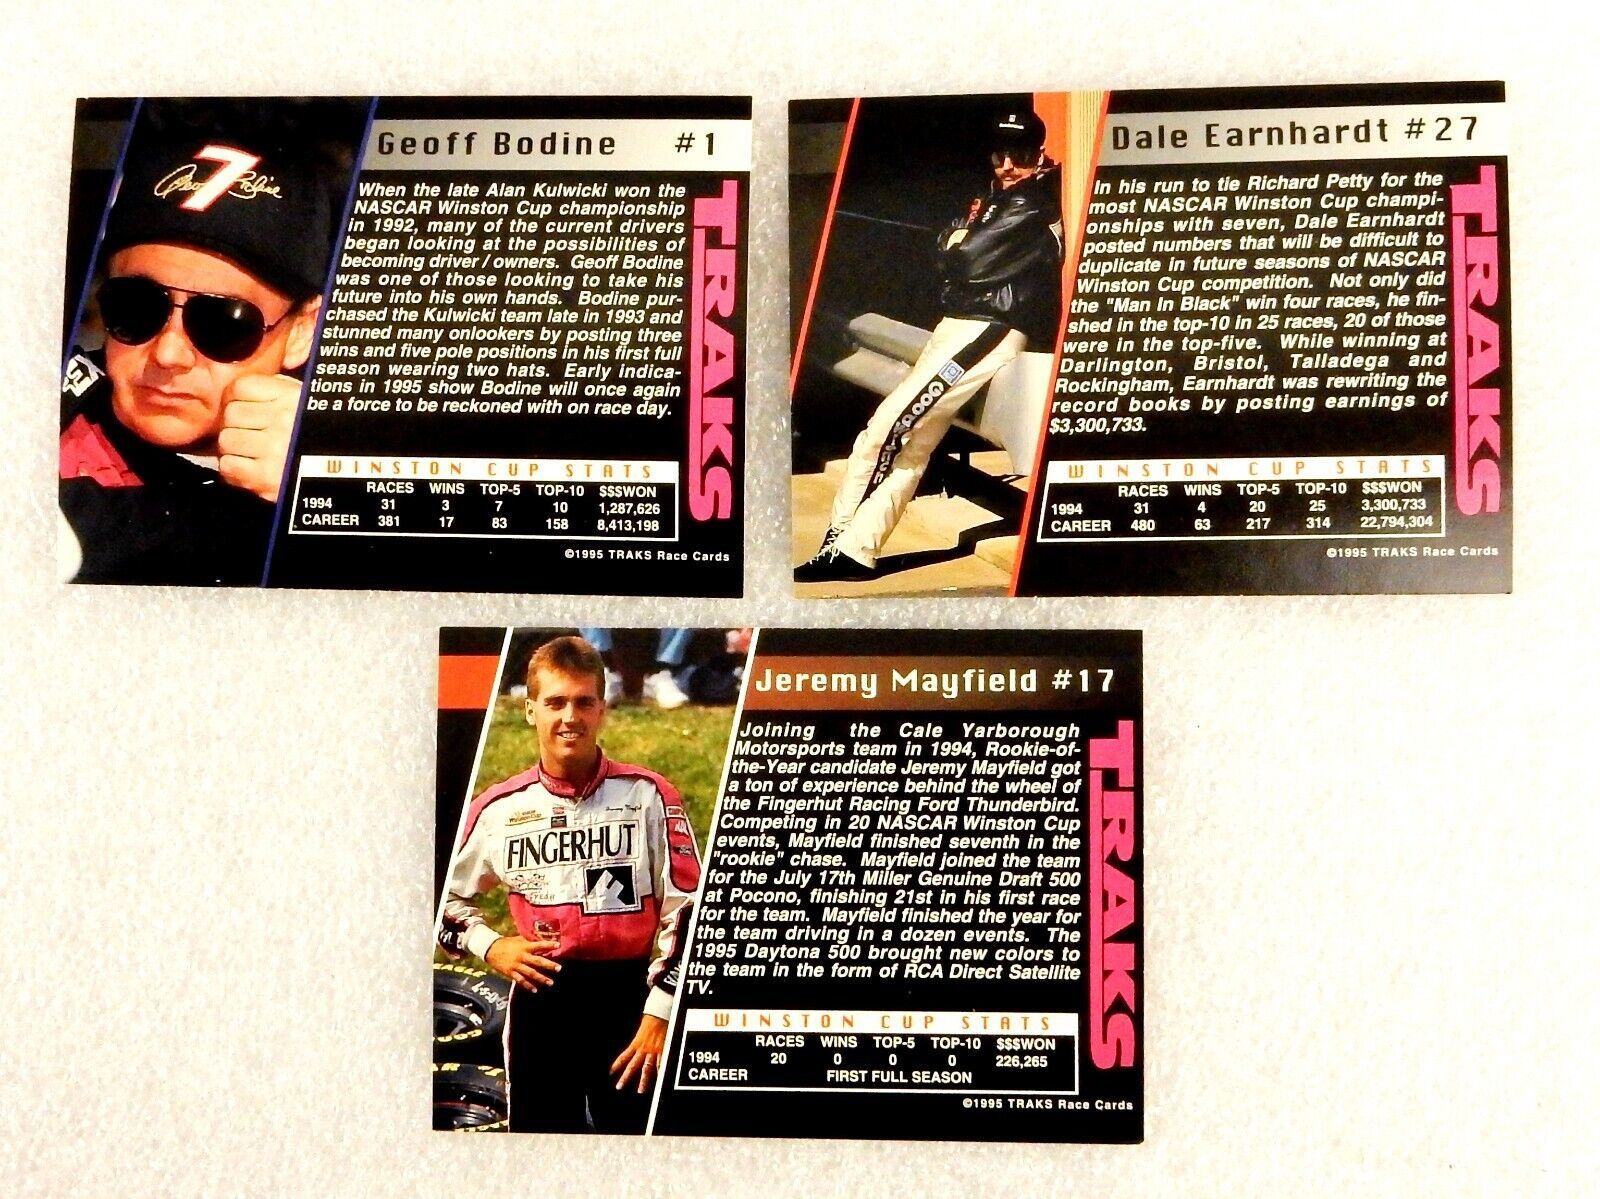 Geoff Bodine #1
7
Geoff Bodine
When the late Alan Kulwicki won the
NASCAR Winston Cup championship
in 1992, many of the current drivers
began looking at the possibilities of
becoming driver / owners. Geoff Bodine
was one of those looking to take his
future into his own hands. Bodine pur-
chased the Kulwicki team late in 1993 and
stunned many onlookers by posting three
wins and five pole positions in his first full
season wearing two hats. Early indica-
tions in 1995 show Bodine will once again
be a force to be reckoned with on race day.
TRAKS
WINSTON CUP STATS
RACES WINS TOP-5 TOP-10 $$$WON
1994 31 3 7 10 1,287,626
CAREER 381 17 83 158 8,413,198
©1995 TRAKS Race Cards
Dale Earnhardt #27
In his run to tie Richard Petty for the
most NASCAR Winston Cup champi-
onships with seven, Dale Earnhardt
posted numbers that will be difficult to
duplicate in future seasons of NASCAR
Winston Cup competition. Not only did
the "Man In Black" win four races, he fin-
shed in the top-10 in 25 races, 20 of those
were in the top-five. While winning at
Darlington, Bristol, Talladega and
Rockingham, Earnhardt was rewriting the
record books by posting earnings of
$3,300,733.
TRAKS
GOODWRENCH
WINSTON CUP STATS
RACES WINS TOP-5 TOP-10 $$$WON
1994 31 4 20 25 3,300,733
CAREER 480 63 217 314 22,794,304
©1995 TRAKS Race Cards
Jeremy Mayfield #17
Joining the Cale Yarborough
Motorsports team in 1994, Rookie-of-
the-Year candidate Jeremy Mayfield got
a ton of experience behind the wheel of
the Fingerhut Racing Ford Thunderbird.
Competing in 20 NASCAR Winston Cup
events, Mayfield finished seventh in the
"rookie" chase. Mayfield joined the team
for the July 17th Miller Genuine Draft 500
at Pocono, finishing 21st in his first race
for the team. Mayfield finished the year for
the team driving in a dozen events. The
1995 Daytona 500 brought new colors to
the team in the form of RCA Direct Satellite
TV.
TRAKS
Jeremy Mayfield
Winston Cup
FINGERHUT
EAGLE
WINSTON CUP STATS
RACES WINS TOP-5 TOP-10 $$$WON
1994 20 0 0 0 226,265
CAREER FIRST FULL SEASON
©1995 TRAKS Race Cards